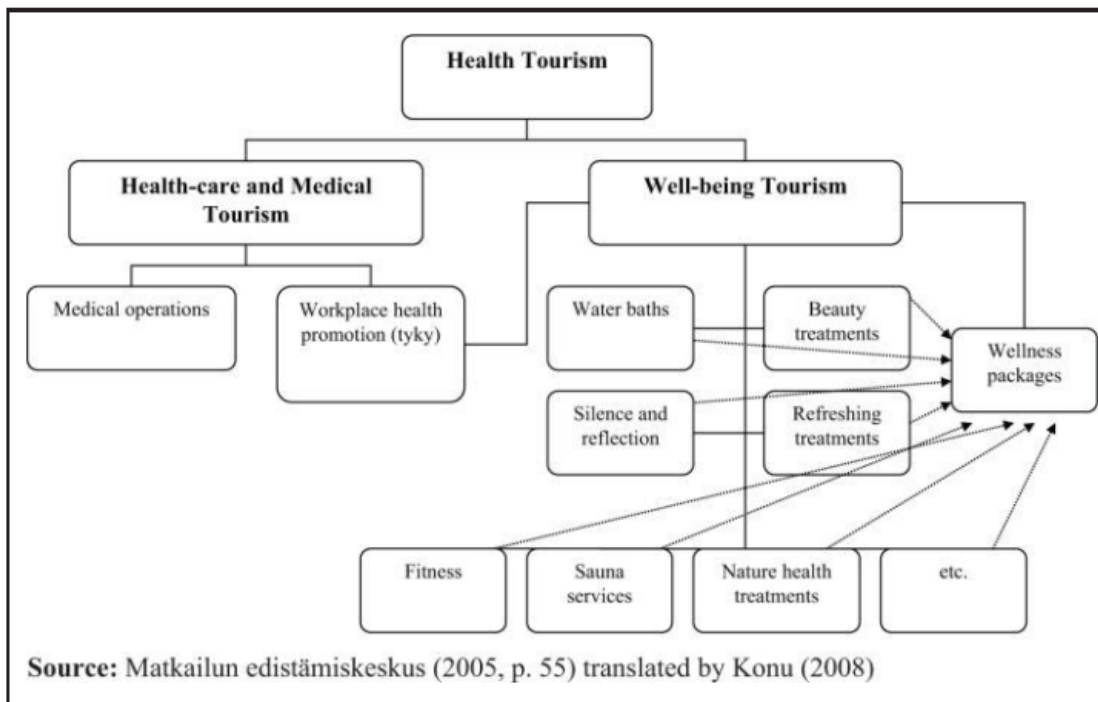 Health Tourism
Health-care and Medical
Tourism
Well-being Tourism
Medical operations
Workplace health
promotion (tyky)
Water baths
Beauty
treatments
Wellness
packages
Silence and
reflection
Refreshing
treatments
Fitness
Sauna
services
Nature health
treatments
etc.
Source: Matkailun edistämiskeskus (2005, p. 55) translated by Konu (2008)